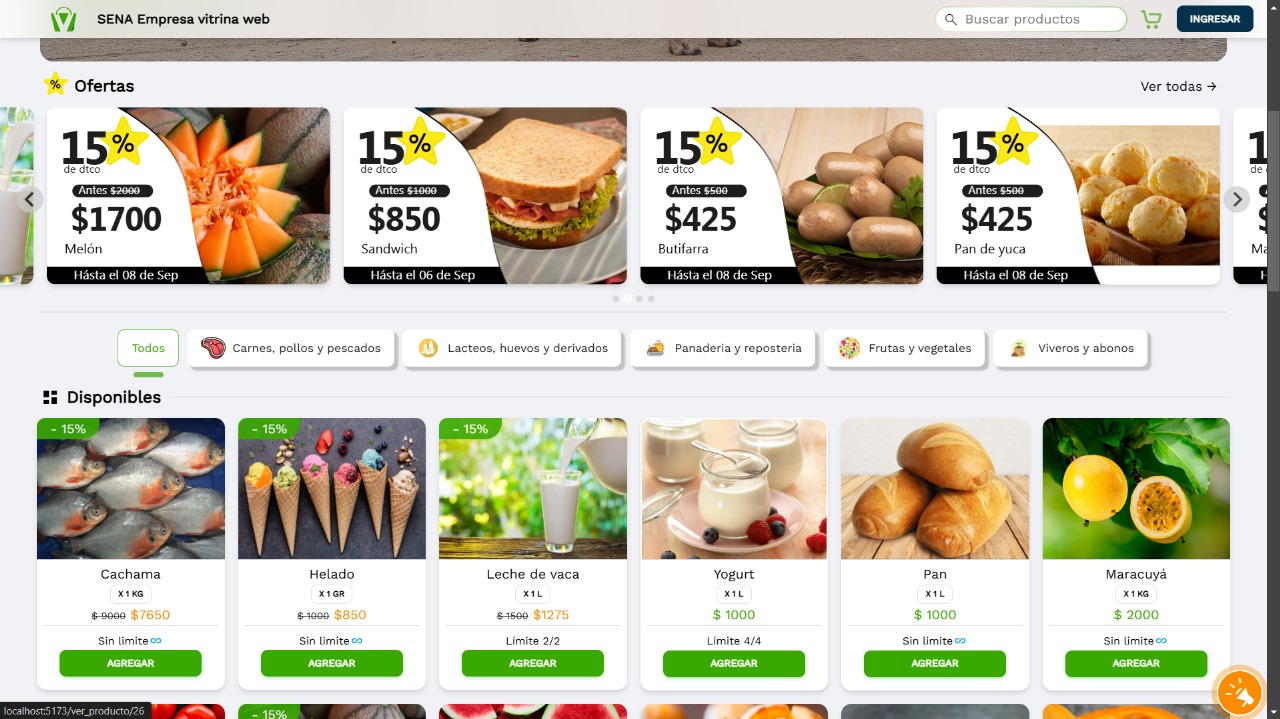 SENA Empresa vitrina web
Buscar productos
INGRESAR
% Ofertas
Ver todas →
15%
de dtco
Antes $2000
$1700
Melón
Hásta el 08 de Sep
15%
de dtco
Antes $1000
$850
Sandwich
Hásta el 06 de Sep
15%
de dtco
Antes $500
$425
Butifarra
Hásta el 08 de Sep
15%
de dtco
Antes $500
$425
Pan de yuca
Hásta el 08 de Sep
Todos
Carnes, pollos y pescados
Lacteos, huevos y derivados
Panaderia y reposteria
Frutas y vegetales
Viveros y abonos
Disponibles
- 15%
Cachama
X 1 KG
$ 9000 $7650
Sin limite
AGREGAR
- 15%
Helado
X 1 GR
$ 1000 $850
Sin limite
AGREGAR
- 15%
Leche de vaca
X 1 L
$ 1500 $1275
Límite 2/2
AGREGAR
Yogurt
X 1 L
$ 1000
Límite 4/4
AGREGAR
Pan
X 1 L
$ 1000
Sin limite
AGREGAR
Maracuyá
X 1 KG
$ 2000
Sin limite
AGREGAR
- 15%
localhost:5173/ver_producto/26